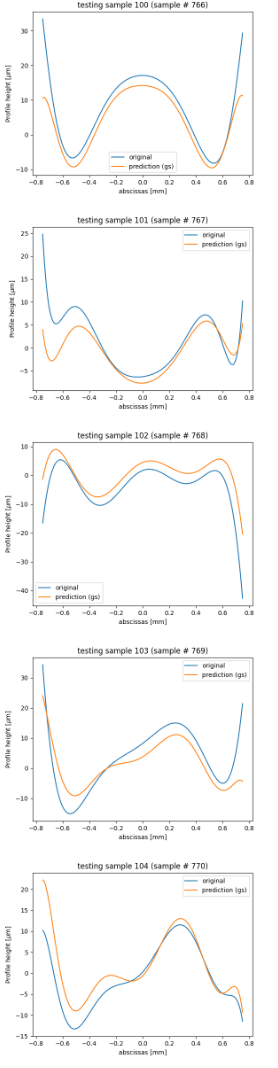 testing sample 100 (sample # 766)
30
20
10
0
−10
Profile height [μm]
original
prediction (gs)
−0.8 −0.6 −0.4 −0.2 0.0 0.2 0.4 0.6 0.8
abscissas [mm]
testing sample 101 (sample # 767)
25
20
15
10
5
0
−5
Profile height [μm]
original
prediction (gs)
−0.8 −0.6 −0.4 −0.2 0.0 0.2 0.4 0.6 0.8
abscissas [mm]
testing sample 102 (sample # 768)
10
0
−10
−20
−30
−40
Profile height [μm]
original
prediction (gs)
−0.8 −0.6 −0.4 −0.2 0.0 0.2 0.4 0.6 0.8
abscissas [mm]
testing sample 103 (sample # 769)
30
20
10
0
−10
Profile height [μm]
original
prediction (gs)
−0.8 −0.6 −0.4 −0.2 0.0 0.2 0.4 0.6 0.8
abscissas [mm]
testing sample 104 (sample # 770)
20
15
10
5
0
−5
−10
−15
Profile height [μm]
original
prediction (gs)
−0.8 −0.6 −0.4 −0.2 0.0 0.2 0.4 0.6 0.8
abscissas [mm]